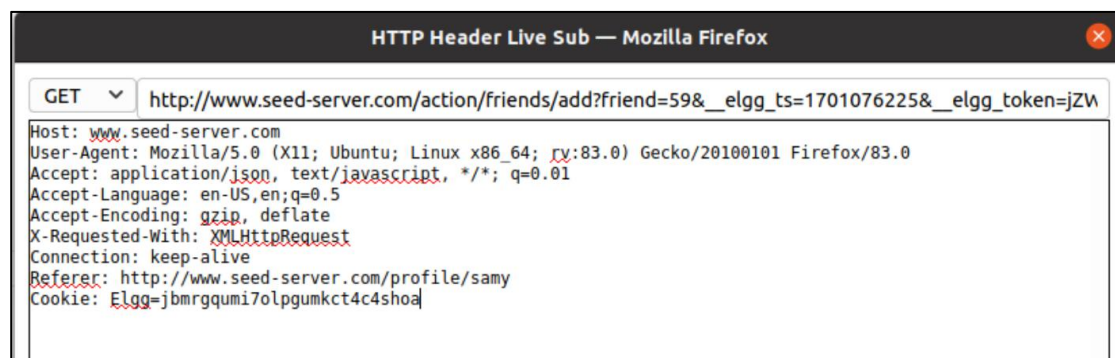 HTTP Header Live Sub — Mozilla Firefox
GET http://www.seed-server.com/action/friends/add?friend=59&__elgg_ts=1701076225&__elgg_token=jZW
Host: www.seed-server.com
User-Agent: Mozilla/5.0 (X11; Ubuntu; Linux x86_64; rv:83.0) Gecko/20100101 Firefox/83.0
Accept: application/json, text/javascript, */*; q=0.01
Accept-Language: en-US,en;q=0.5
Accept-Encoding: gzip, deflate
X-Requested-With: XMLHttpRequest
Connection: keep-alive
Referer: http://www.seed-server.com/profile/samy
Cookie: Elgg=jbmrgqumi7olpgumkct4c4shoa